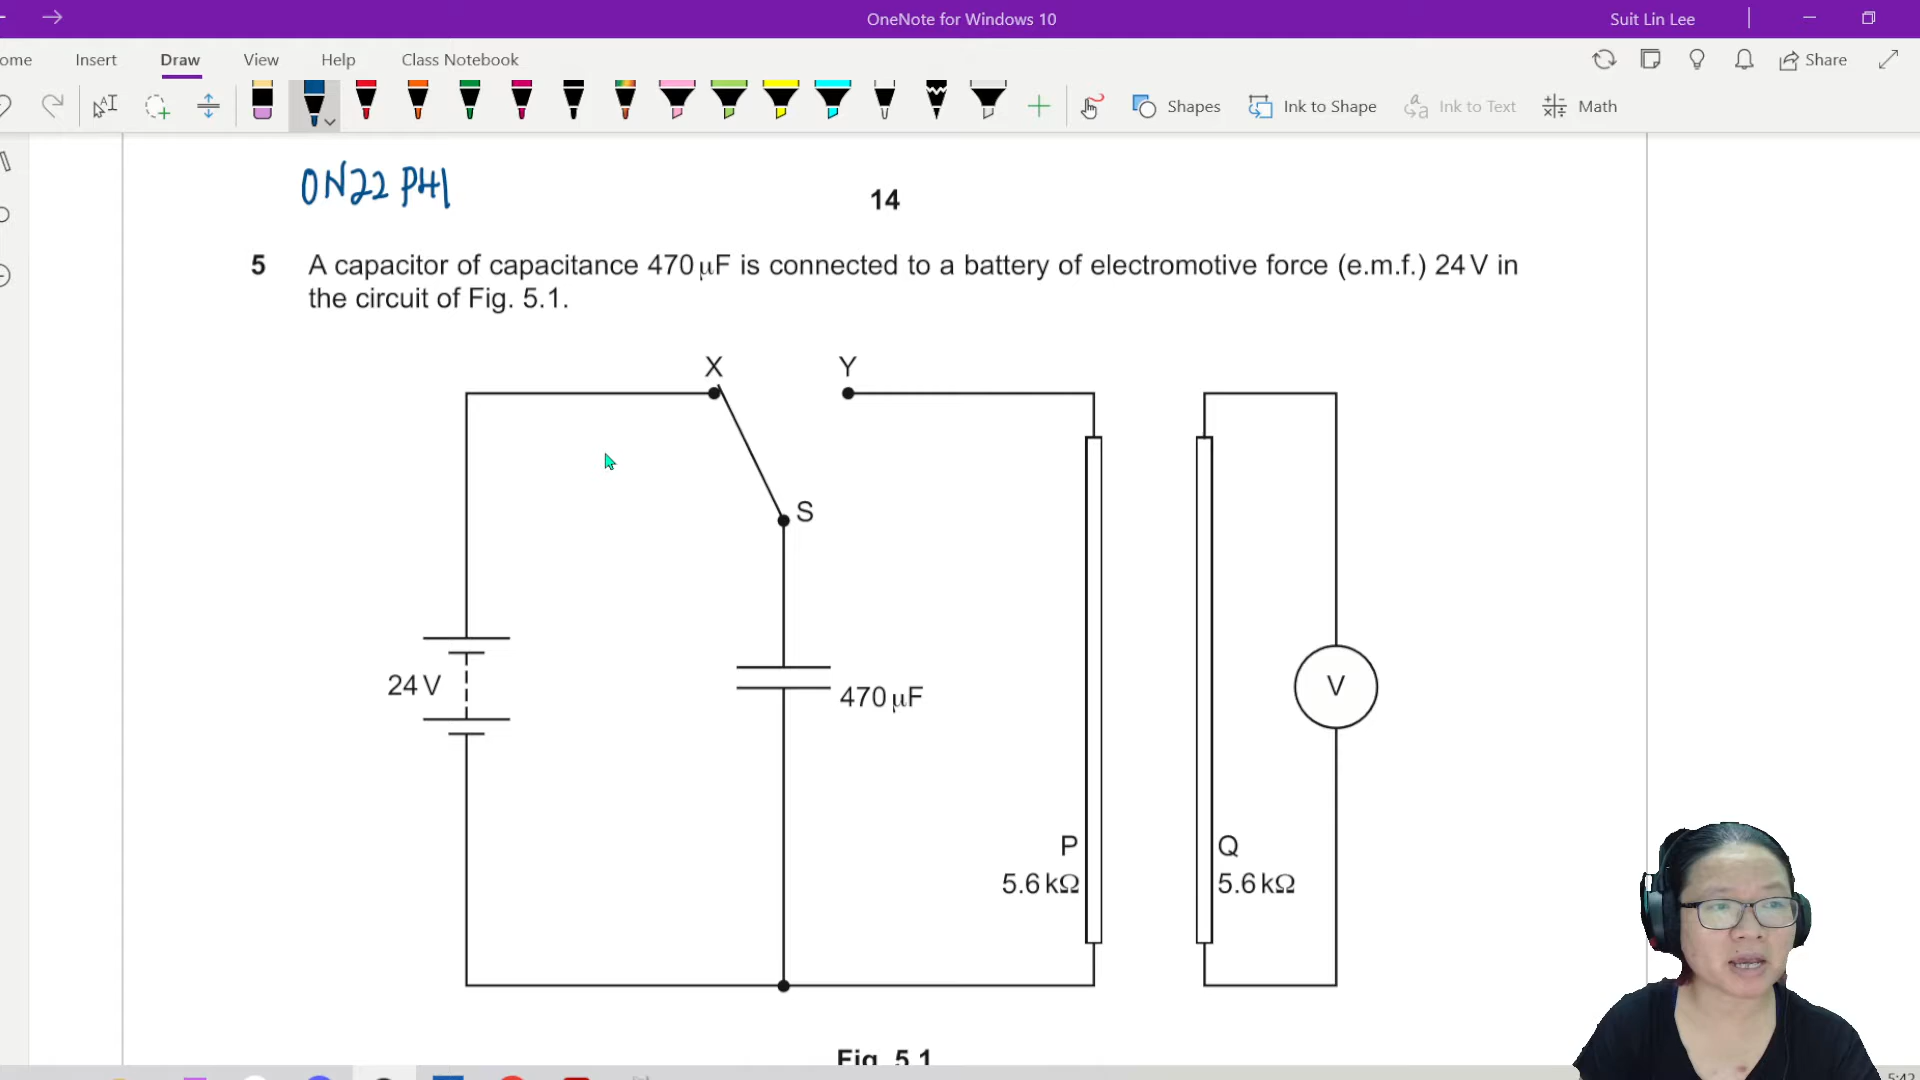 OneNote for Windows 10
Suit Lin Lee
Insert
Draw
View
Help
Class Notebook
Share
Shapes
Ink to Shape
Ink to Text
Math
ON22 P41
14
5 A capacitor of capacitance 470 μF is connected to a battery of electromotive force (e.m.f.) 24 V in
the circuit of Fig. 5.1.
X
Y
S
24 V
470 μF
V
P
5.6 kΩ
Q
5.6 kΩ
Fig. 5.1